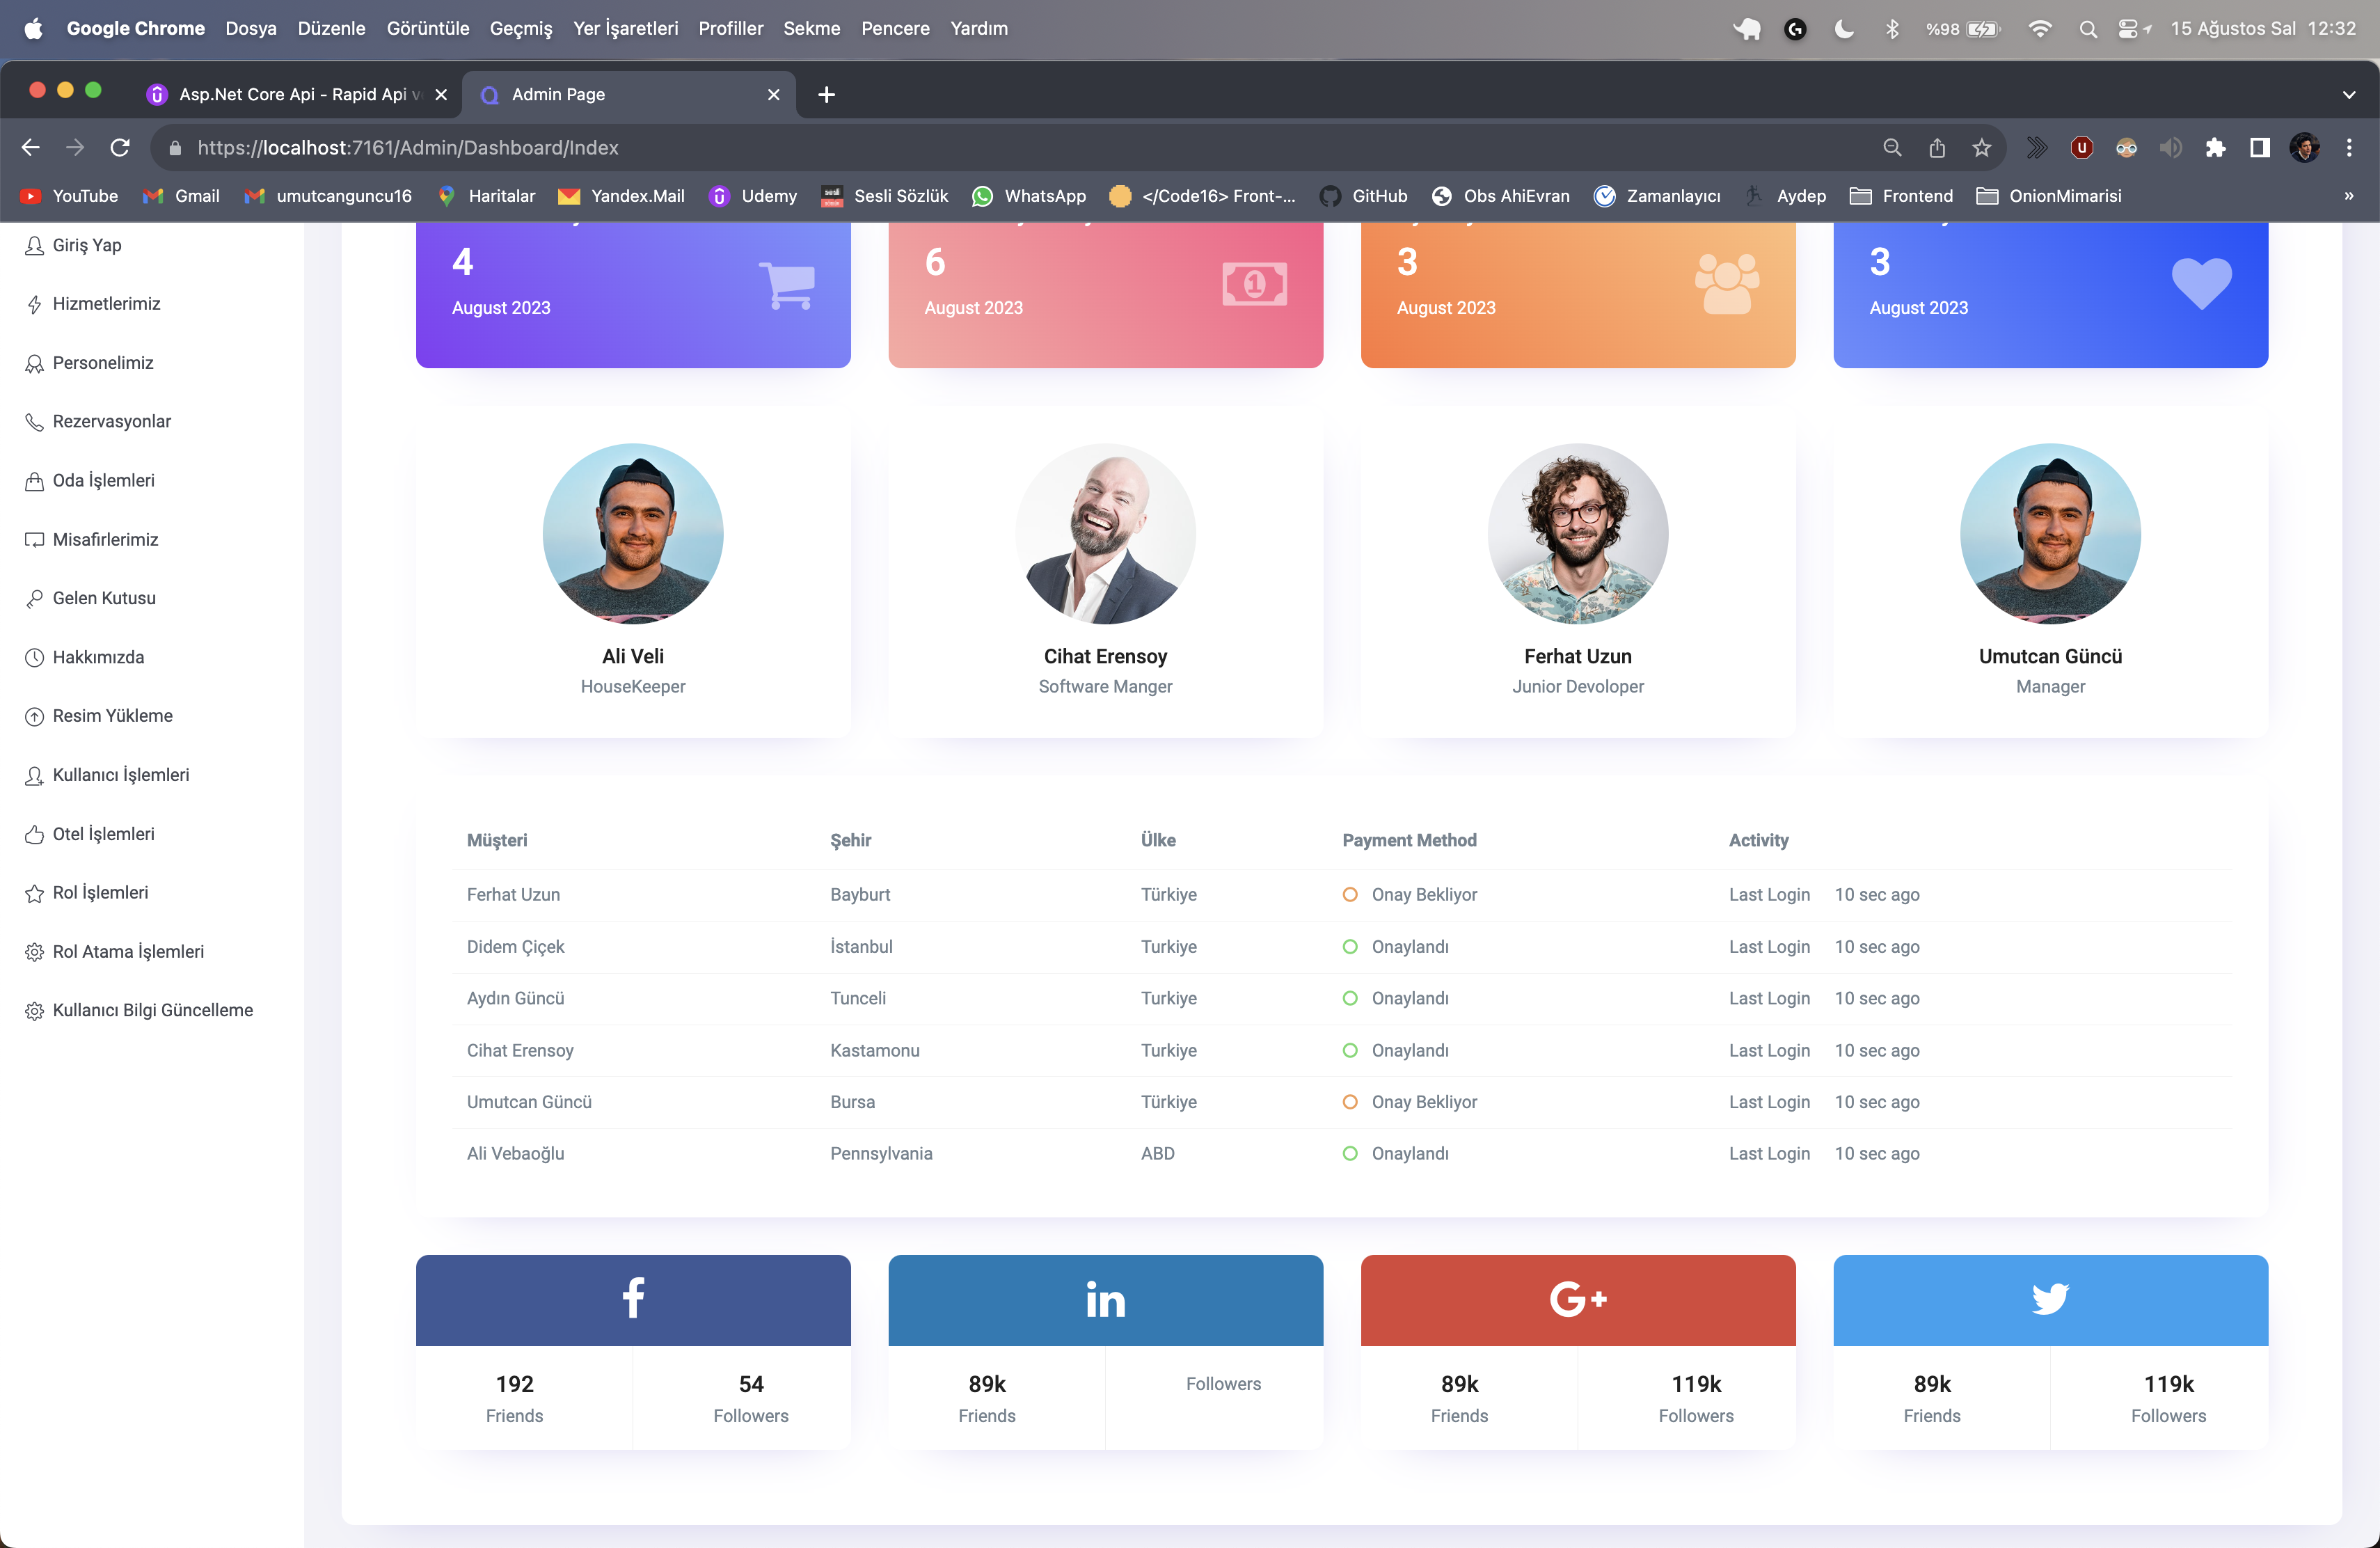 Google Chrome Dosya Düzenle Görüntüle Geçmiş Yer İşaretleri Profiller Sekme Pencere Yardım %98 15 Ağustos Sal 12:32
Asp.Net Core Api - Rapid Api v Admin Page
https://localhost:7161/Admin/Dashboard/Index
YouTube Gmail umutcanguncu16 Haritalar Yandex.Mail Udemy Sesli Sözlük WhatsApp </Code16> Front-... GitHub Obs AhiEvran Zamanlayıcı Aydep Frontend OnionMimarisi »
Giriş Yap
Hizmetlerimiz
Personelimiz
Rezervasyonlar
Oda İşlemleri
Misafirlerimiz
Gelen Kutusu
Hakkımızda
Resim Yükleme
Kullanıcı İşlemleri
Otel İşlemleri
Rol İşlemleri
Rol Atama İşlemleri
Kullanıcı Bilgi Güncelleme
4 6 3 3
August 2023 August 2023 August 2023 August 2023
Ali Veli Cihat Erensoy Ferhat Uzun Umutcan Güncü
HouseKeeper Software Manger Junior Devoloper Manager
Müşteri Şehir Ülke Payment Method Activity
Ferhat Uzun Bayburt Türkiye Onay Bekliyor Last Login 10 sec ago
Didem Çiçek İstanbul Turkiye Onaylandı Last Login 10 sec ago
Aydın Güncü Tunceli Turkiye Onaylandı Last Login 10 sec ago
Cihat Erensoy Kastamonu Turkiye Onaylandı Last Login 10 sec ago
Umutcan Güncü Bursa Türkiye Onay Bekliyor Last Login 10 sec ago
Ali Vebaoğlu Pennsylvania ABD Onaylandı Last Login 10 sec ago
f in G+
192 54 89k Followers 89k 119k 89k 119k
Friends Followers Friends Friends Followers Friends Followers